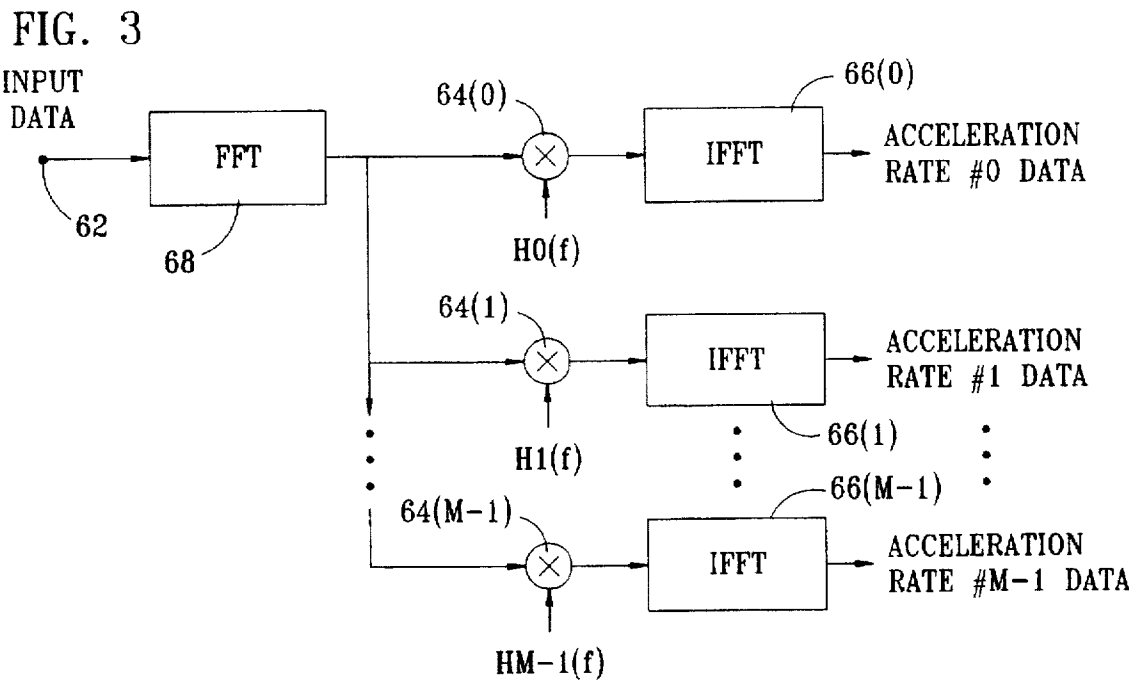 FIG. 3
INPUT
DATA
62
FFT
68
64(0)
×
H0(f)
66(0)
IFFT
ACCELERATION
RATE #0 DATA
64(1)
×
H1(f)
IFFT
66(1)
ACCELERATION
RATE #1 DATA
64(M-1)
×
HM-1(f)
66(M-1)
IFFT
ACCELERATION
RATE #M-1 DATA